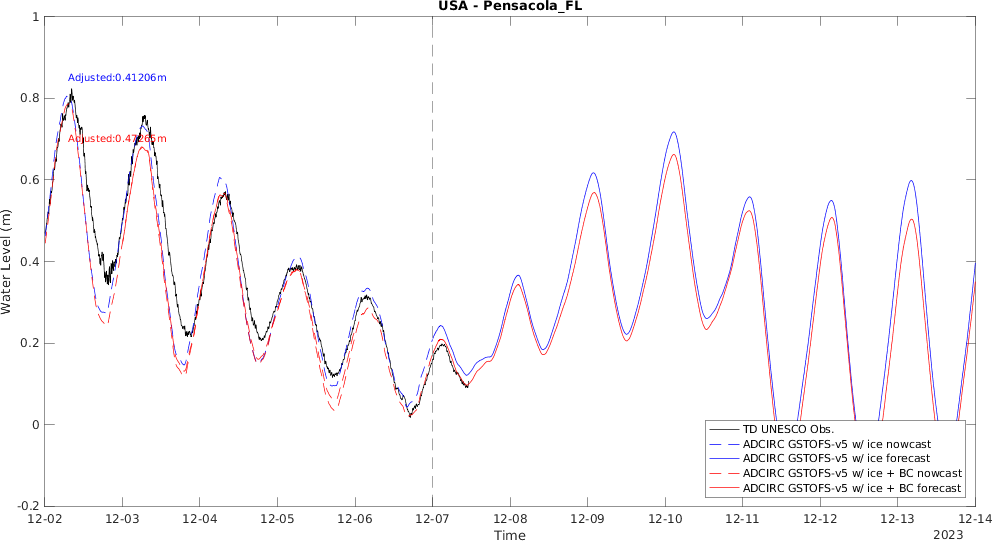 USA - Pensacola_FL
1
0.8
0.6
0.4
0.2
0
-0.2
Water Level (m)
Adjusted:0.41206m
Adjusted:0.47265m
TD UNESCO Obs.
ADCIRC GSTOFS-v5 w/ ice nowcast
ADCIRC GSTOFS-v5 w/ ice forecast
ADCIRC GSTOFS-v5 w/ ice + BC nowcast
ADCIRC GSTOFS-v5 w/ ice + BC forecast
12-02 12-03 12-04 12-05 12-06 12-07 12-08 12-09 12-10 12-11 12-12 12-13 12-14
Time
2023